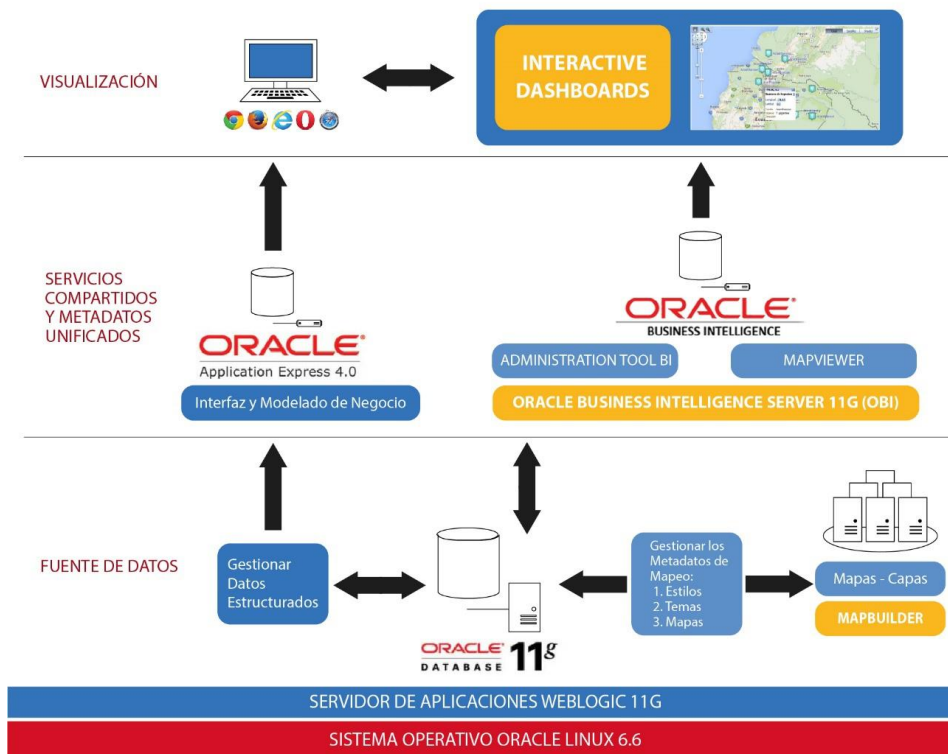 VISUALIZACIÓN
INTERACTIVE
DASHBOARDS
SERVICIOS
COMPARTIDOS
Y METADATOS
UNIFICADOS
ORACLE
Application Express 4.0
Interfaz y Modelado de Negocio
ORACLE
BUSINESS INTELLIGENCE
ADMINISTRATION TOOL BI
MAPVIEWER
ORACLE BUSINESS INTELLIGENCE SERVER 11G (OBI)
FUENTE DE DATOS
Gestionar
Datos
Estructurados
ORACLE
DATABASE
11g
Gestionar los
Metadatos de
Mapeo:
1. Estilos
2. Temas
3. Mapas
Mapas - Capas
MAPBUILDER
SERVIDOR DE APLICACIONES WEBLOGIC 11G
SISTEMA OPERATIVO ORACLE LINUX 6.6